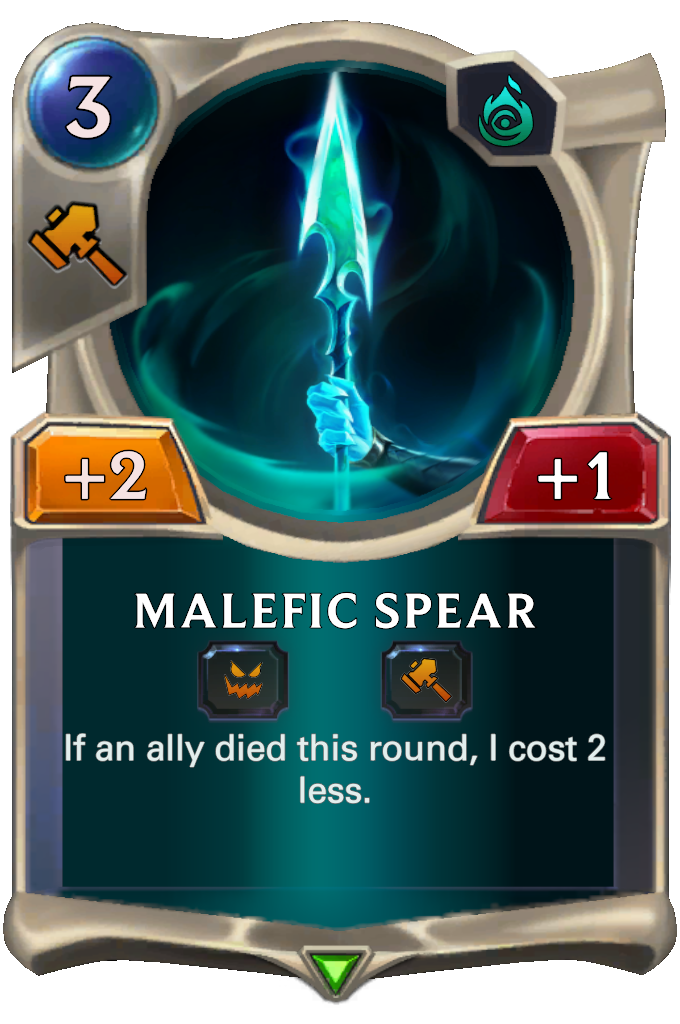 3
+2
+1
MALEFIC SPEAR
If an ally died this round, I cost 2
less.